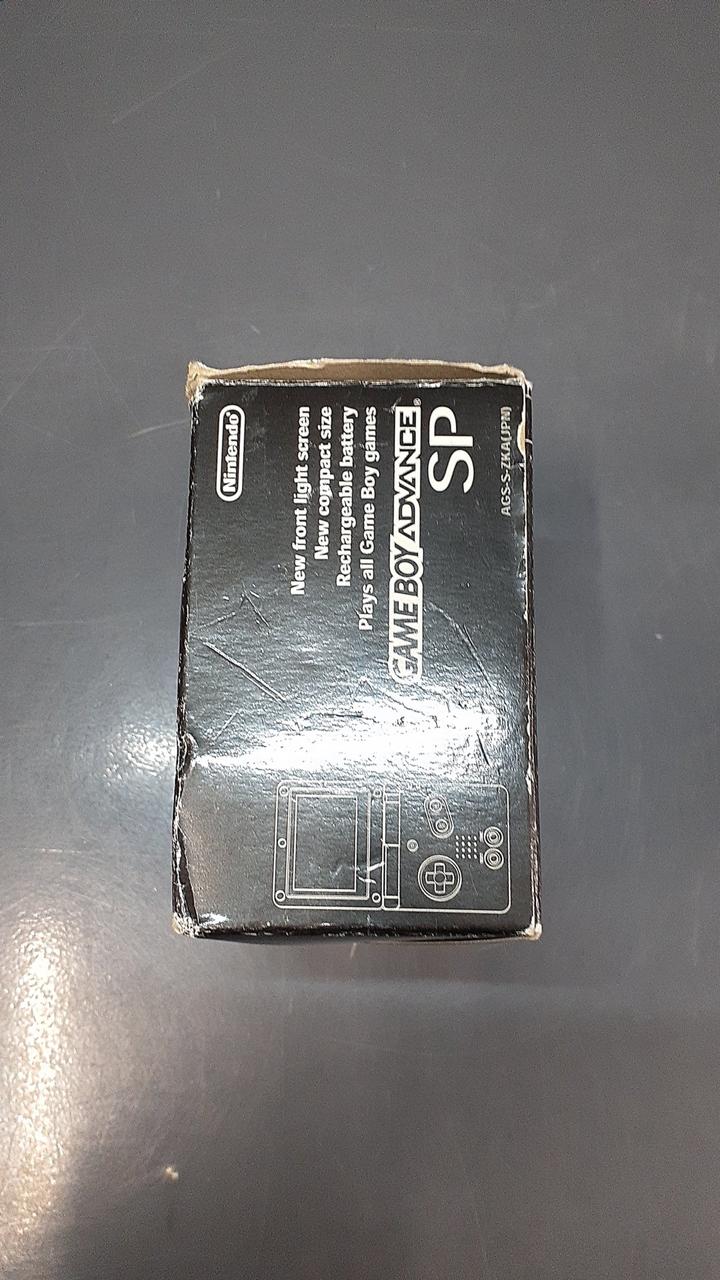 Nintendo®
New front light screen
New compact size
Rechargeable battery
Plays all Game Boy games
GAME BOY ADVANCE®
SP
AGS-S-ZKA(JPN)